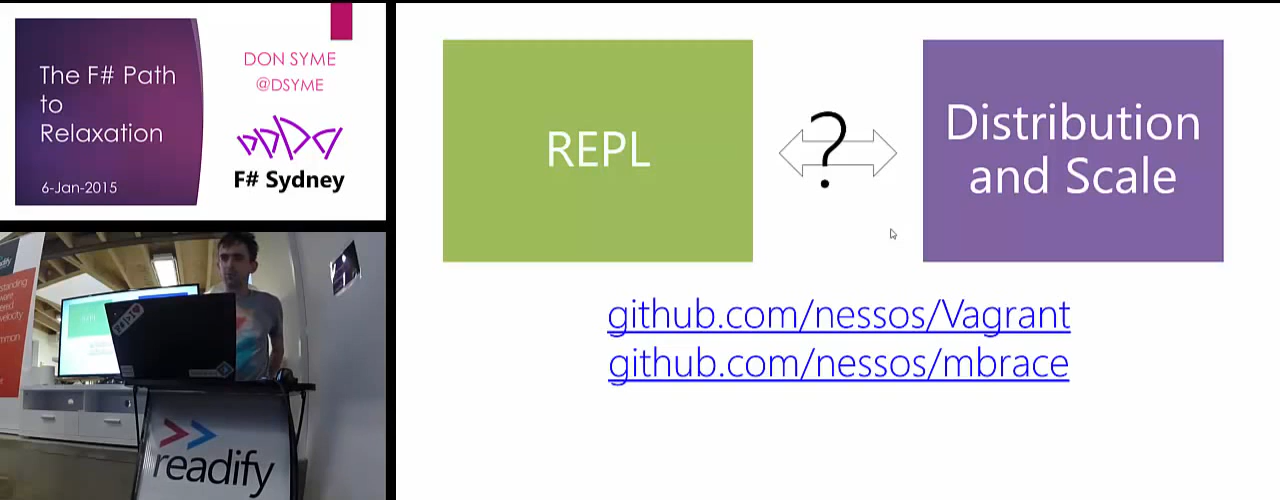 The F# Path
to
Relaxation
6-Jan-2015
DON SYME
@DSYME
F# Sydney
REPL
?
Distribution
and Scale
github.com/nessos/Vagrant
github.com/nessos/mbrace
readify